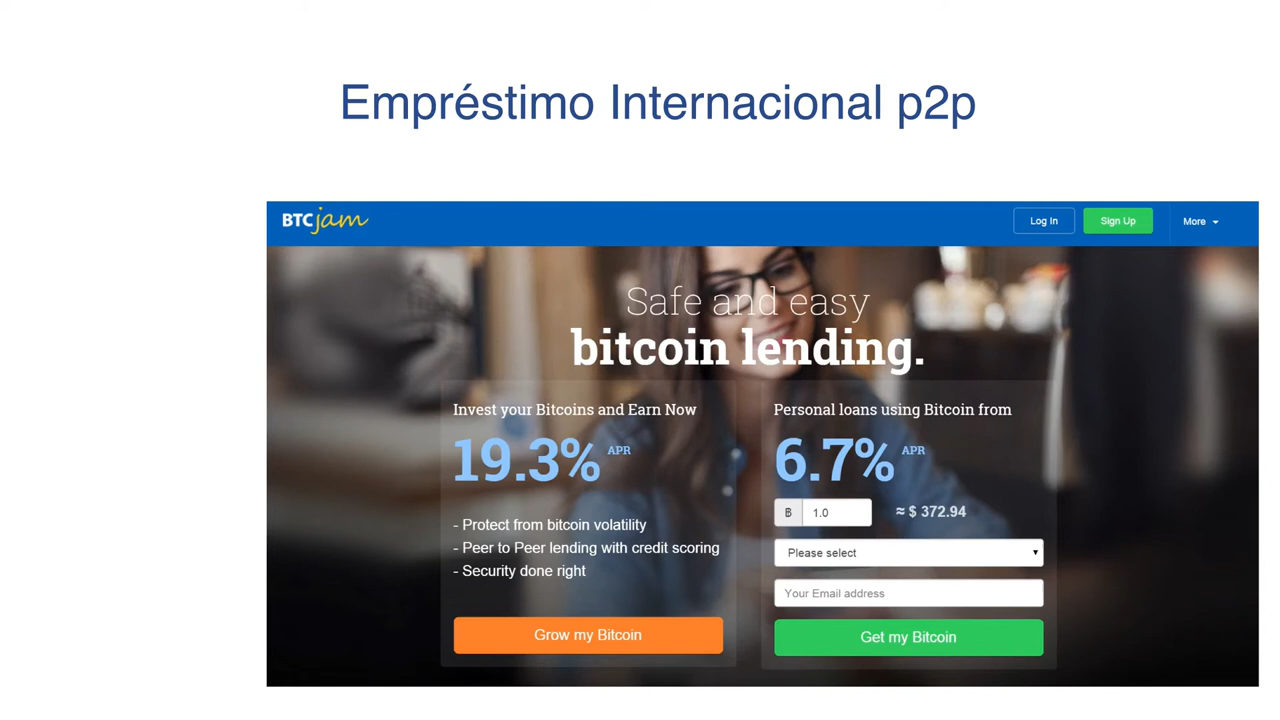 Empréstimo Internacional p2p
BTCjam
Log In
Sign Up
More
Safe and easy
bitcoin lending.
Invest your Bitcoins and Earn Now
19.3% APR
- Protect from bitcoin volatility
- Peer to Peer lending with credit scoring
- Security done right
Grow my Bitcoin
Personal loans using Bitcoin from
6.7% APR
฿ 1.0 ≈ $ 372.94
Please select
Your Email address
Get my Bitcoin